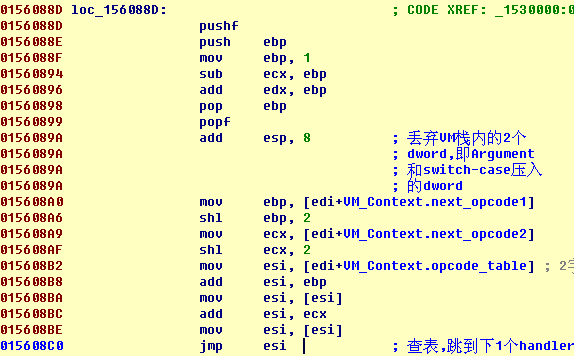 0156088D loc_156088D: ; CODE XREF: _1530000:0
0156088D pushf
0156088E push ebp
0156088F mov ebp, 1
01560894 sub ecx, ebp
01560896 add edx, ebp
01560898 pop ebp
01560899 popf
0156089A add esp, 8 ; 丢弃VM栈内的2个
0156089A ; dword,即Argument
0156089A ; 和switch-case压入
0156089A ; 的dword
015608A0 mov ebp, [edi+VM_Context.next_opcode1]
015608A6 shl ebp, 2
015608A9 mov ecx, [edi+VM_Context.next_opcode2]
015608AF shl ecx, 2
015608B2 mov esi, [edi+VM_Context.opcode_table] ; 2字
015608B8 add esi, ebp
015608BA mov esi, [esi]
015608BC add esi, ecx
015608BE mov esi, [esi]
015608C0 jmp esi ; 查表,跳到下1个handler